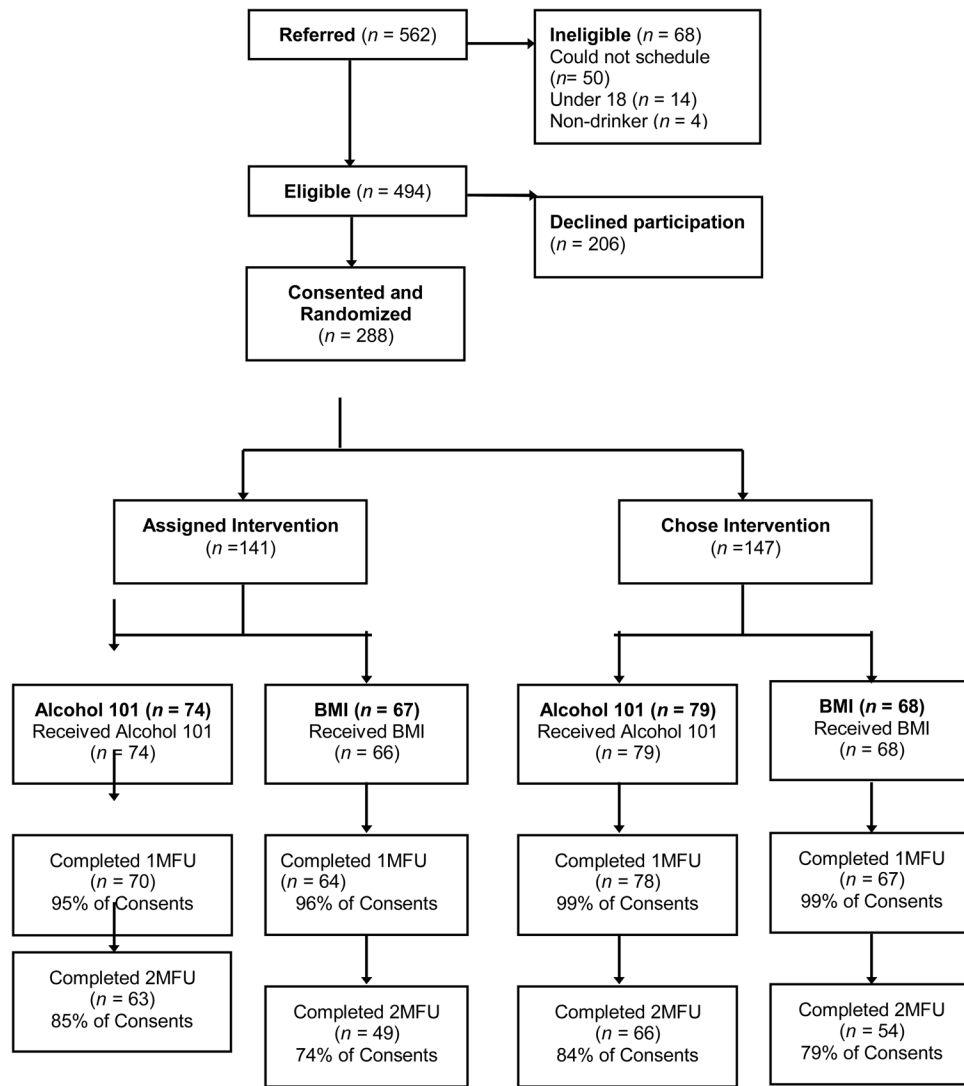 Referred (n = 562)
Ineligible (n = 68)
Could not schedule
(n= 50)
Under 18 (n = 14)
Non-drinker (n = 4)
Eligible (n = 494)
Declined participation
(n = 206)
Consented and
Randomized
(n = 288)
Assigned Intervention
(n =141)
Chose Intervention
(n =147)
Alcohol 101 (n = 74)
Received Alcohol 101
(n = 74)
BMI (n = 67)
Received BMI
(n = 66)
Alcohol 101 (n = 79)
Received Alcohol 101
(n = 79)
BMI (n = 68)
Received BMI
(n = 68)
Completed 1MFU
(n = 70)
95% of Consents
Completed 1MFU
(n = 64)
96% of Consents
Completed 1MFU
(n = 78)
99% of Consents
Completed 1MFU
(n = 67)
99% of Consents
Completed 2MFU
(n = 63)
85% of Consents
Completed 2MFU
(n = 49)
74% of Consents
Completed 2MFU
(n = 66)
84% of Consents
Completed 2MFU
(n = 54)
79% of Consents